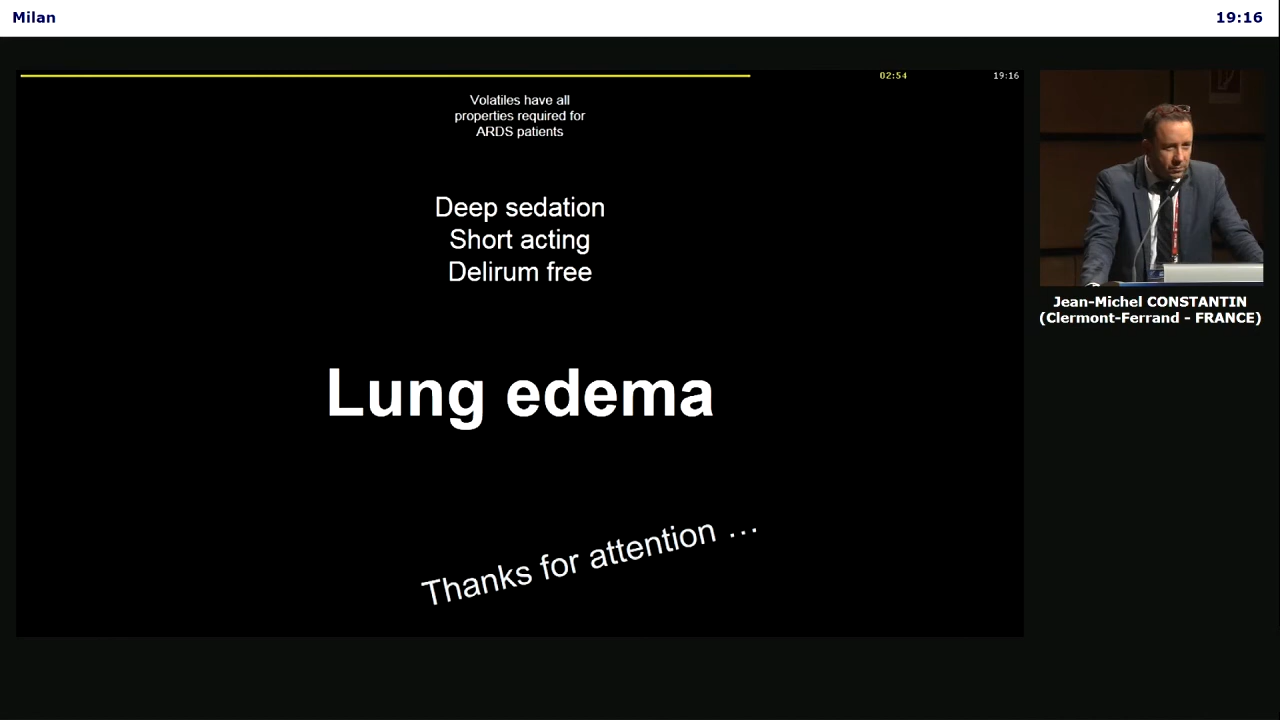 Milan
19:16
02:54
19:16
Volatiles have all
properties required for
ARDS patients
Deep sedation
Short acting
Delirum free
Lung edema
Thanks for attention …
Jean-Michel CONSTANTIN
(Clermont-Ferrand - FRANCE)